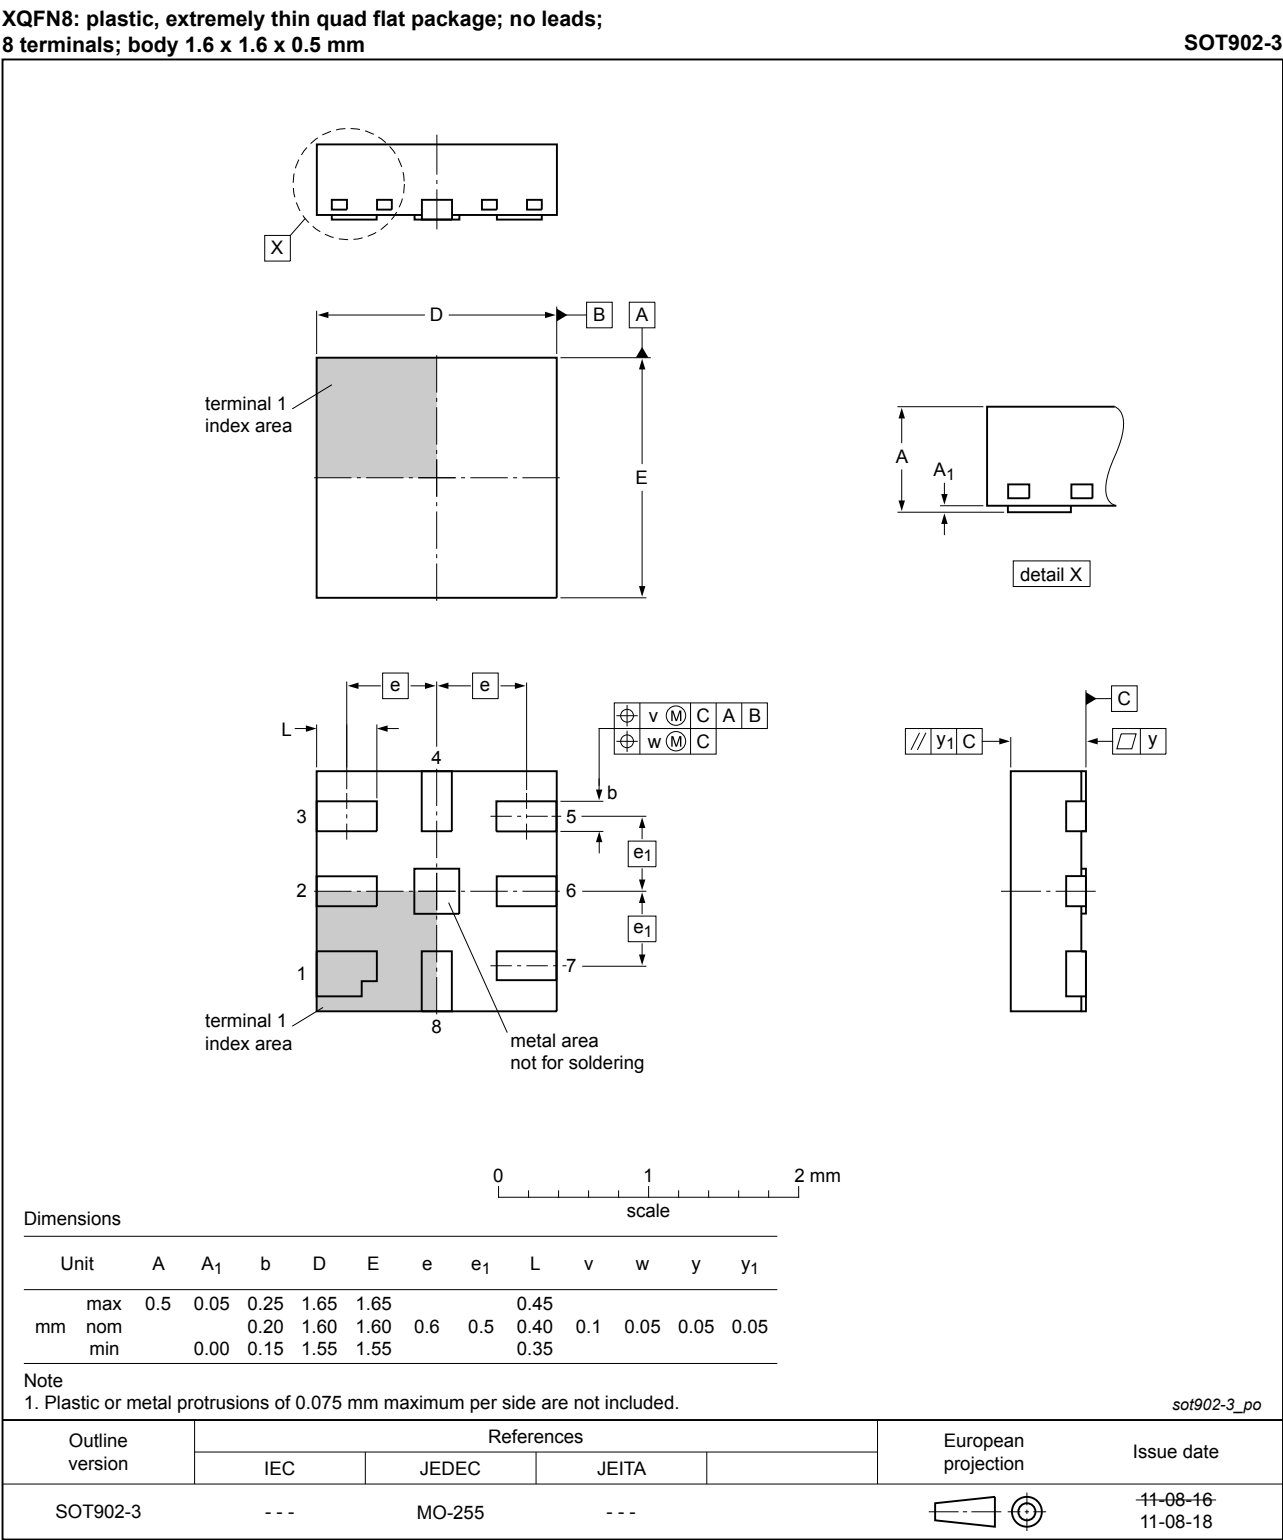 XQFN8: plastic, extremely thin quad flat package; no leads;
8 terminals; body 1.6 x 1.6 x 0.5 mm
SOT902-3
X
D
B
A
terminal 1
index area
E
A
A1
detail X
e
e
L
v Ⓜ C A B
w Ⓜ C
C
// y1 C
y
4
b
3
5
e1
2
6
e1
1
7
terminal 1
index area
8
metal area
not for soldering
0 1 2 mm
scale
Dimensions
Unit A A1 b D E e e1 L v w y y1
max 0.5 0.05 0.25 1.65 1.65 0.45
mm nom 0.20 1.60 1.60 0.6 0.5 0.40 0.1 0.05 0.05 0.05
min 0.00 0.15 1.55 1.55 0.35
Note
1. Plastic or metal protrusions of 0.075 mm maximum per side are not included.
sot902-3_po
Outline
version
References
IEC JEDEC JEITA
European
projection
Issue date
SOT902-3 - - - MO-255 - - -
11-08-16
11-08-18